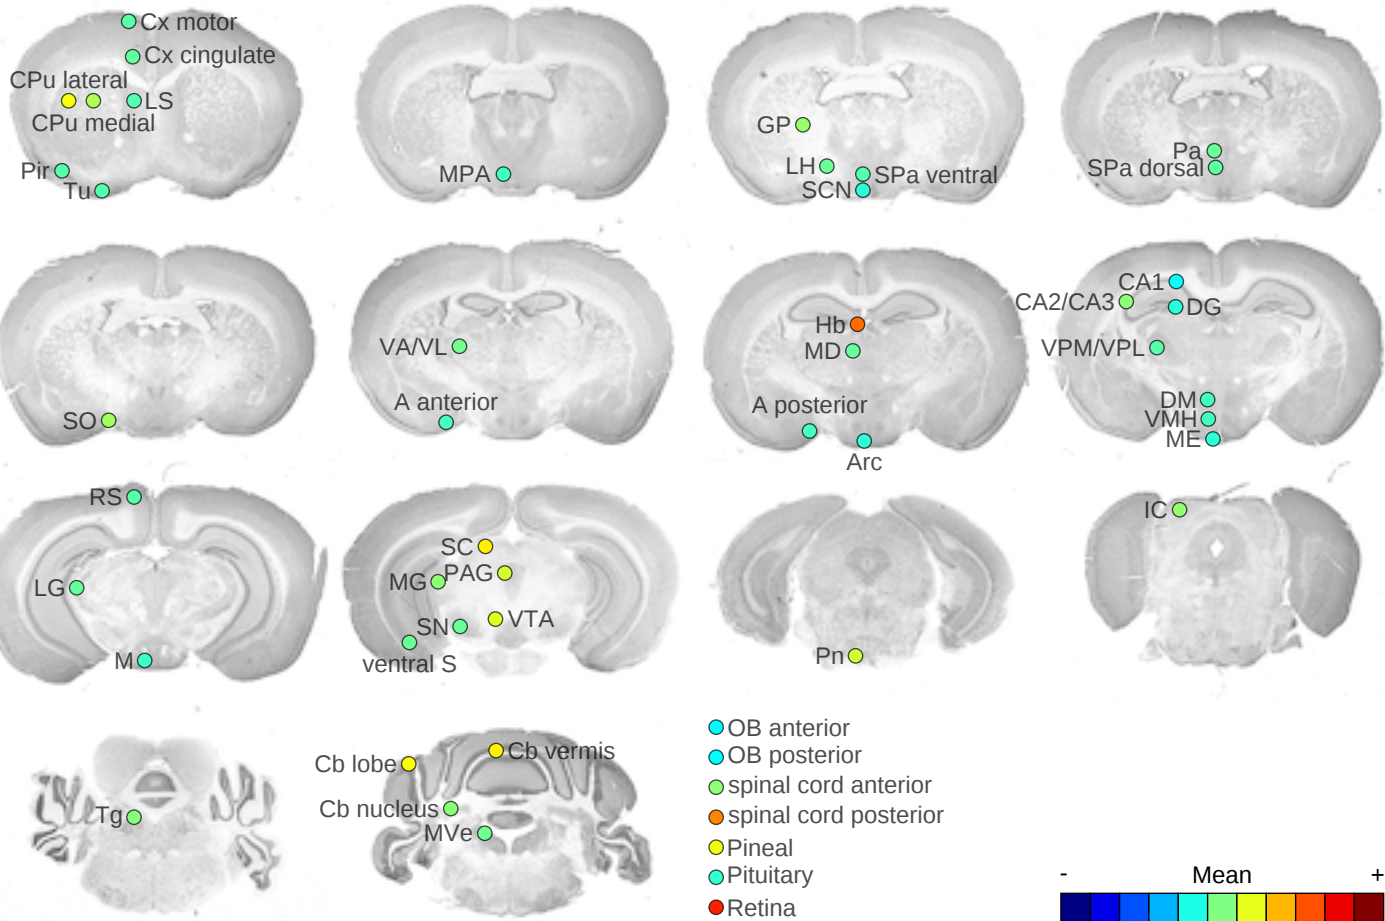 Cx motor
Cx cingulate
CPu lateral
LS
CPu medial
Pir
Tu
MPA
GP
LH
SPa ventral
SCN
Pa
SPa dorsal
SO
VA/VL
A anterior
Hb
MD
A posterior
Arc
CA1
CA2/CA3
DG
VPM/VPL
DM
VMH
ME
RS
LG
M
SC
MG
PAG
SN
VTA
ventral S
Pn
IC
Tg
Cb lobe
Cb vermis
Cb nucleus
MVe
OB anterior
OB posterior
spinal cord anterior
spinal cord posterior
Pineal
Pituitary
Retina
- Mean +